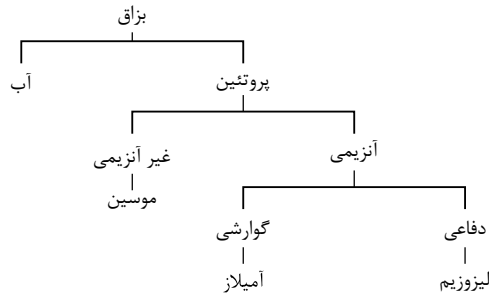 بزاق
پروتئین
آب
آنزیمی
غیر آنزیمی
موسین
دفاعی
گوارشی
لیزوزیم
آمیلاز